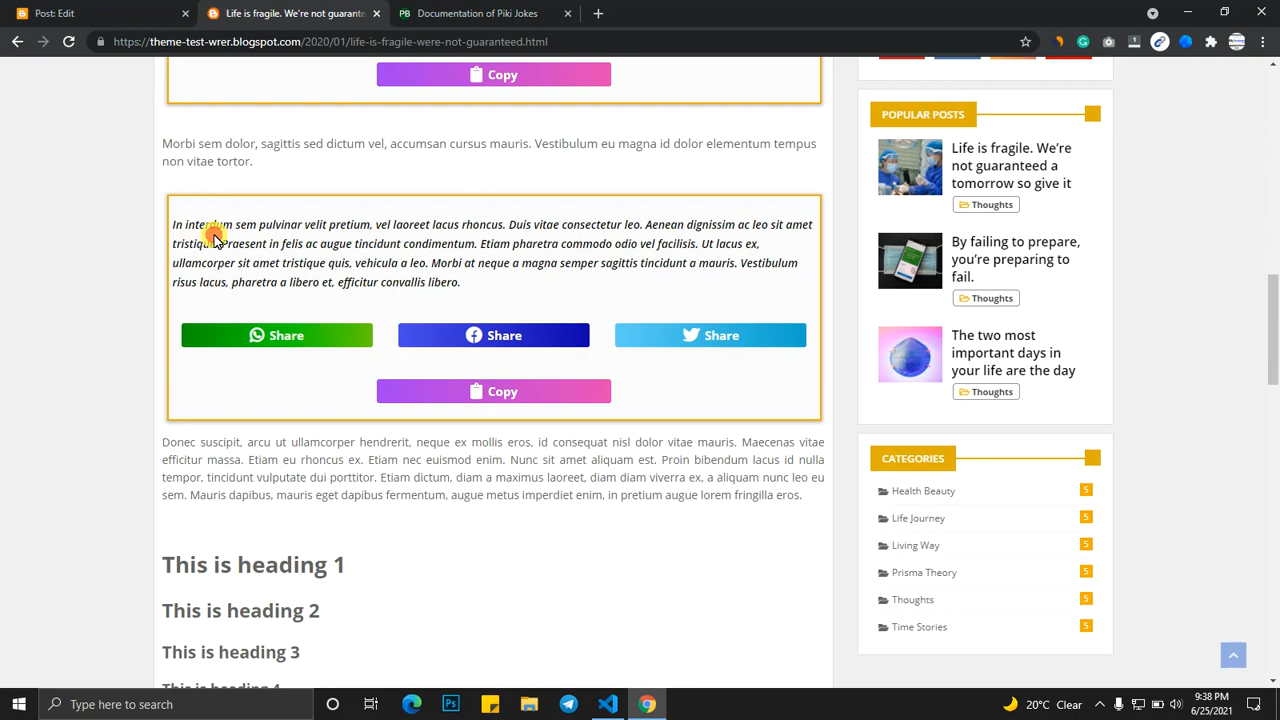 Post: Edit
Life is fragile. We're not guarante
Documentation of Piki Jokes
https://theme-test-wrer.blogspot.com/2020/01/life-is-fragile-were-not-guaranteed.html
Copy
Morbi sem dolor, sagittis sed dictum vel, accumsan cursus mauris. Vestibulum eu magna id dolor elementum tempus
non vitae tortor.
In interdum sem pulvinar velit pretium, vel laoreet lacus rhoncus. Duis vitae consectetur leo. Aenean dignissim ac leo sit amet
tristique. Praesent in felis ac augue tincidunt condimentum. Etiam pharetra commodo odio vel facilisis. Ut lacus ex,
ullamcorper sit amet tristique quis, vehicula a leo. Morbi at neque a magna semper sagittis tincidunt a mauris. Vestibulum
risus lacus, pharetra a libero et, efficitur convallis libero.
Share
Share
Share
Copy
Donec suscipit, arcu ut ullamcorper hendrerit, neque ex mollis eros, id consequat nisl dolor vitae mauris. Maecenas vitae
efficitur massa. Etiam eu rhoncus ex. Etiam nec euismod enim. Nunc sit amet aliquam est. Proin bibendum lacus id nulla
tempor, tincidunt vulputate dui porttitor. Etiam dictum, diam a maximus laoreet, diam diam viverra ex, a aliquam nunc leo eu
sem. Mauris dapibus, mauris eget dapibus fermentum, augue metus imperdiet enim, in pretium augue lorem fringilla eros.
This is heading 1
This is heading 2
This is heading 3
This is heading 4
POPULAR POSTS
Life is fragile. We're
not guaranteed a
tomorrow so give it
Thoughts
By failing to prepare,
you're preparing to
fail.
Thoughts
The two most
important days in
your life are the day
Thoughts
CATEGORIES
Health Beauty 5
Life Journey 5
Living Way 5
Prisma Theory 5
Thoughts 5
Time Stories 5
Type here to search
20°C Clear
9:38 PM
6/25/2021